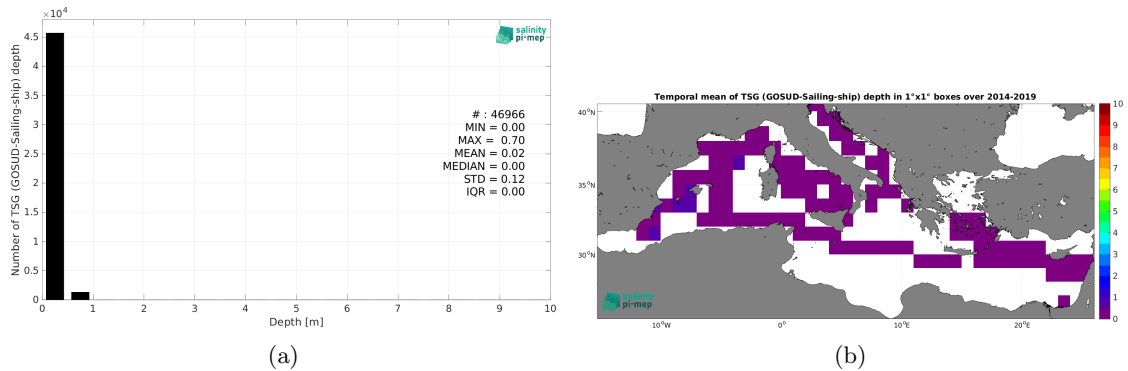 ×10⁴
4.5
4
3.5
3
2.5
2
1.5
1
0.5
0
0 1 2 3 4 5 6 7 8 9 10
Number of TSG (GOSUD-Sailing-ship) depth
Depth [m]
salinity
pi-mep
# : 46966
MIN = 0.00
MAX = 0.70
MEAN = 0.02
MEDIAN = 0.00
STD = 0.12
IQR = 0.00
(a)
Temporal mean of TSG (GOSUD-Sailing-ship) depth in 1°x1° boxes over 2014-2019
40°N
35°N
30°N
10°W 0° 10°E 20°E
salinity
pi-mep
10
9
8
7
6
5
4
3
2
1
0
(b)